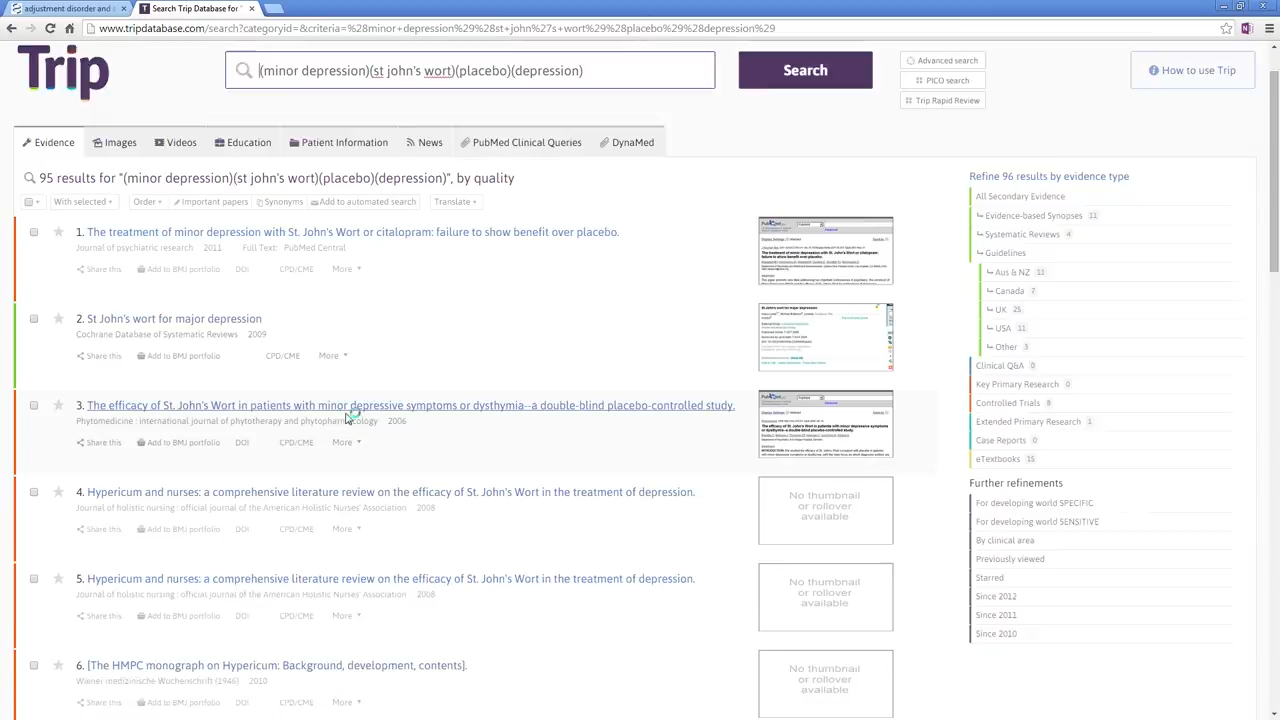 adjustment disorder and d
Search Trip Database for "
www.tripdatabase.com/search?categoryid=&criteria=%28minor+depression%29%28st+john%27s+wort%29%28placebo%29%28depression%29
Trip
(minor depression)(st john's wort)(placebo)(depression)
Search
Advanced search
PICO search
Trip Rapid Review
How to use Trip
Evidence
Images
Videos
Education
Patient Information
News
PubMed Clinical Queries
DynaMed
95 results for "(minor depression)(st john's wort)(placebo)(depression)", by quality
With selected
Order
Important papers
Add automated search
Translate
1. The treatment of minor depression with St. John's Wort or citalopram: failure to show benefit over placebo.
Journal of psychiatric research 2011 Full Text: PubMed Central
Add to BMJ portfolio
CPD/CME
John's wort for major depression
Cochrane Database of Systematic Reviews 2009
Share this Add to BMJ portfolio CPD/CME More
3. The efficacy of St. John's Wort in patients with minor depressive symptoms or dysthymia--a double-blind placebo-controlled study.
international journal of phytotherapy and 2006
Add to BMJ portfolio DOI CPD/CME
No thumbnail
or rollover
available
4. Hypericum and nurses: a comprehensive literature review on the efficacy of St. John's Wort in the treatment of depression.
Journal of holistic nursing : official journal of the American Holistic Nurses' Association 2008
Share this Add to BMJ portfolio DOI CPD/CME More
No thumbnail
or rollover
available
5. Hypericum and nurses: a comprehensive literature review on the efficacy of St. John's Wort in the treatment of depression.
Journal of holistic nursing : official journal of the American Holistic Nurses' Association 2008
Share this Add to BMJ portfolio DOI CPD/CME More
No thumbnail
or rollover
available
6. [The HMPC monograph on Hypericum: Background, development, contents].
Wiener medizinische Wochenschrift (1946) 2010
Share this Add to BMJ portfolio CPD/CME More
Refine 96 results by evidence type
All Secondary Evidence
Evidence-based Synopses 11
Systematic Reviews 4
Guidelines
Aus & NZ 11
Canada 7
UK 25
USA 11
Other 3
Clinical Q&A 0
Key Primary Research 0
Controlled Trials 8
Extended Primary Research 1
Case Reports 0
eTextbooks 15
Further refinements
For developing world SPECIFIC
For developing world SENSITIVE
By clinical area
Previously viewed
Starred
Since 2012
Since 2011
Since 2010